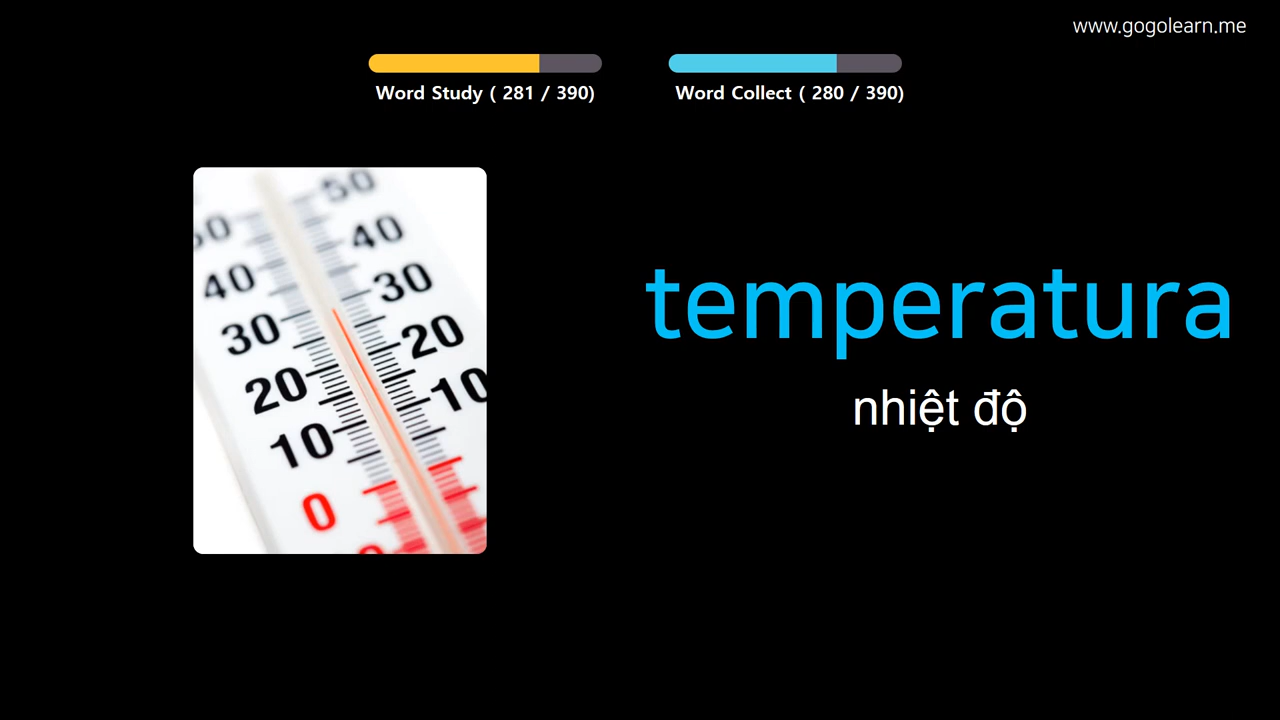 www.gogolearn.me
Word Study ( 281 / 390)
Word Collect ( 280 / 390)
50
50
40
40
30
30
20
20
10
10
0
temperatura
nhiệt độ